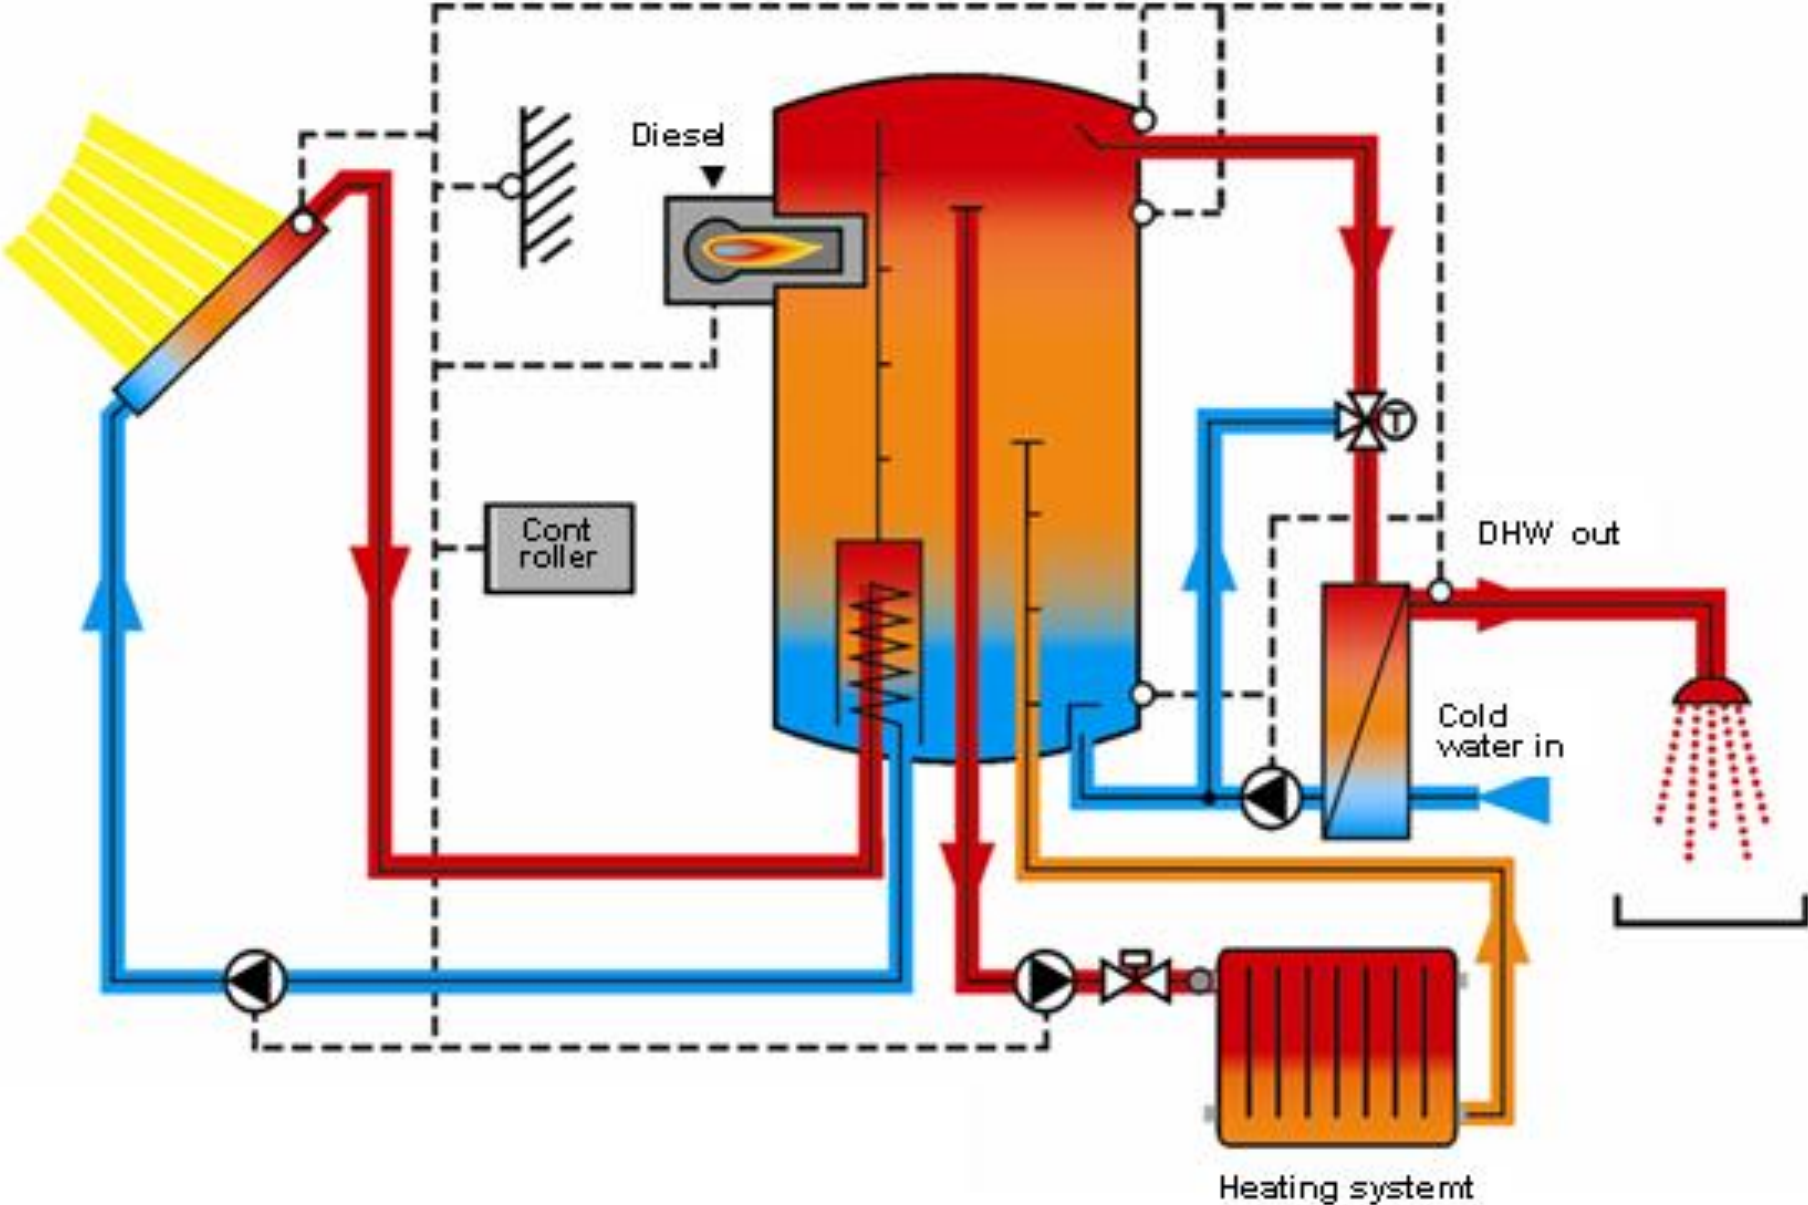 Diesel
Cont
roller
T
DHW out
Cold
water in
Heating systemt